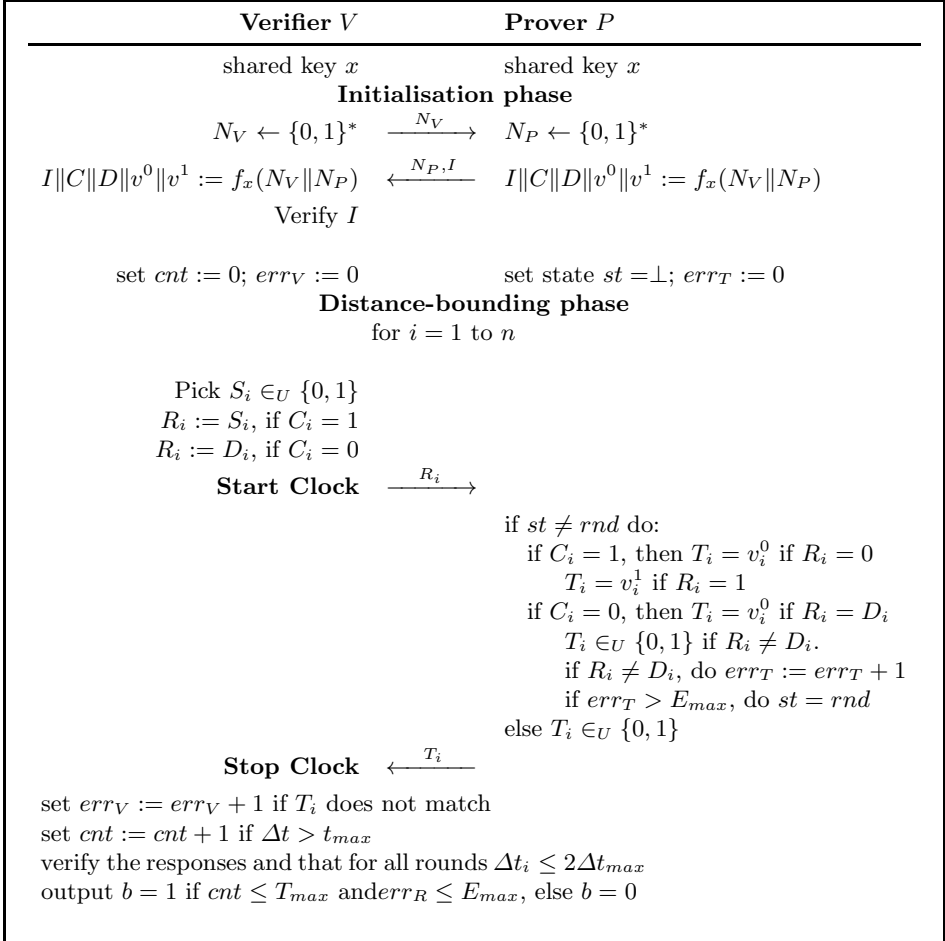 Verifier V Prover P
shared key x shared key x
Initialisation phase
N_V ← {0, 1}* —N_V→ N_P ← {0, 1}*
I‖C‖D‖v⁰‖v¹ := f_x(N_V‖N_P) ←N_P, I— I‖C‖D‖v⁰‖v¹ := f_x(N_V‖N_P)
Verify I
set cnt := 0; err_V := 0 set state st =⊥; err_T := 0
Distance-bounding phase
for i = 1 to n
Pick S_i ∈_U {0, 1}
R_i := S_i, if C_i = 1
R_i := D_i, if C_i = 0
Start Clock —R_i→
if st ≠ rnd do:
if C_i = 1, then T_i = v_i^0 if R_i = 0
T_i = v_i^1 if R_i = 1
if C_i = 0, then T_i = v_i^0 if R_i = D_i
T_i ∈_U {0, 1} if R_i ≠ D_i.
if R_i ≠ D_i, do err_T := err_T + 1
if err_T > E_max, do st = rnd
else T_i ∈_U {0, 1}
Stop Clock ←T_i—
set err_V := err_V + 1 if T_i does not match
set cnt := cnt + 1 if Δt > t_max
verify the responses and that for all rounds Δt_i ≤ 2Δt_max
output b = 1 if cnt ≤ T_max and err_R ≤ E_max, else b = 0